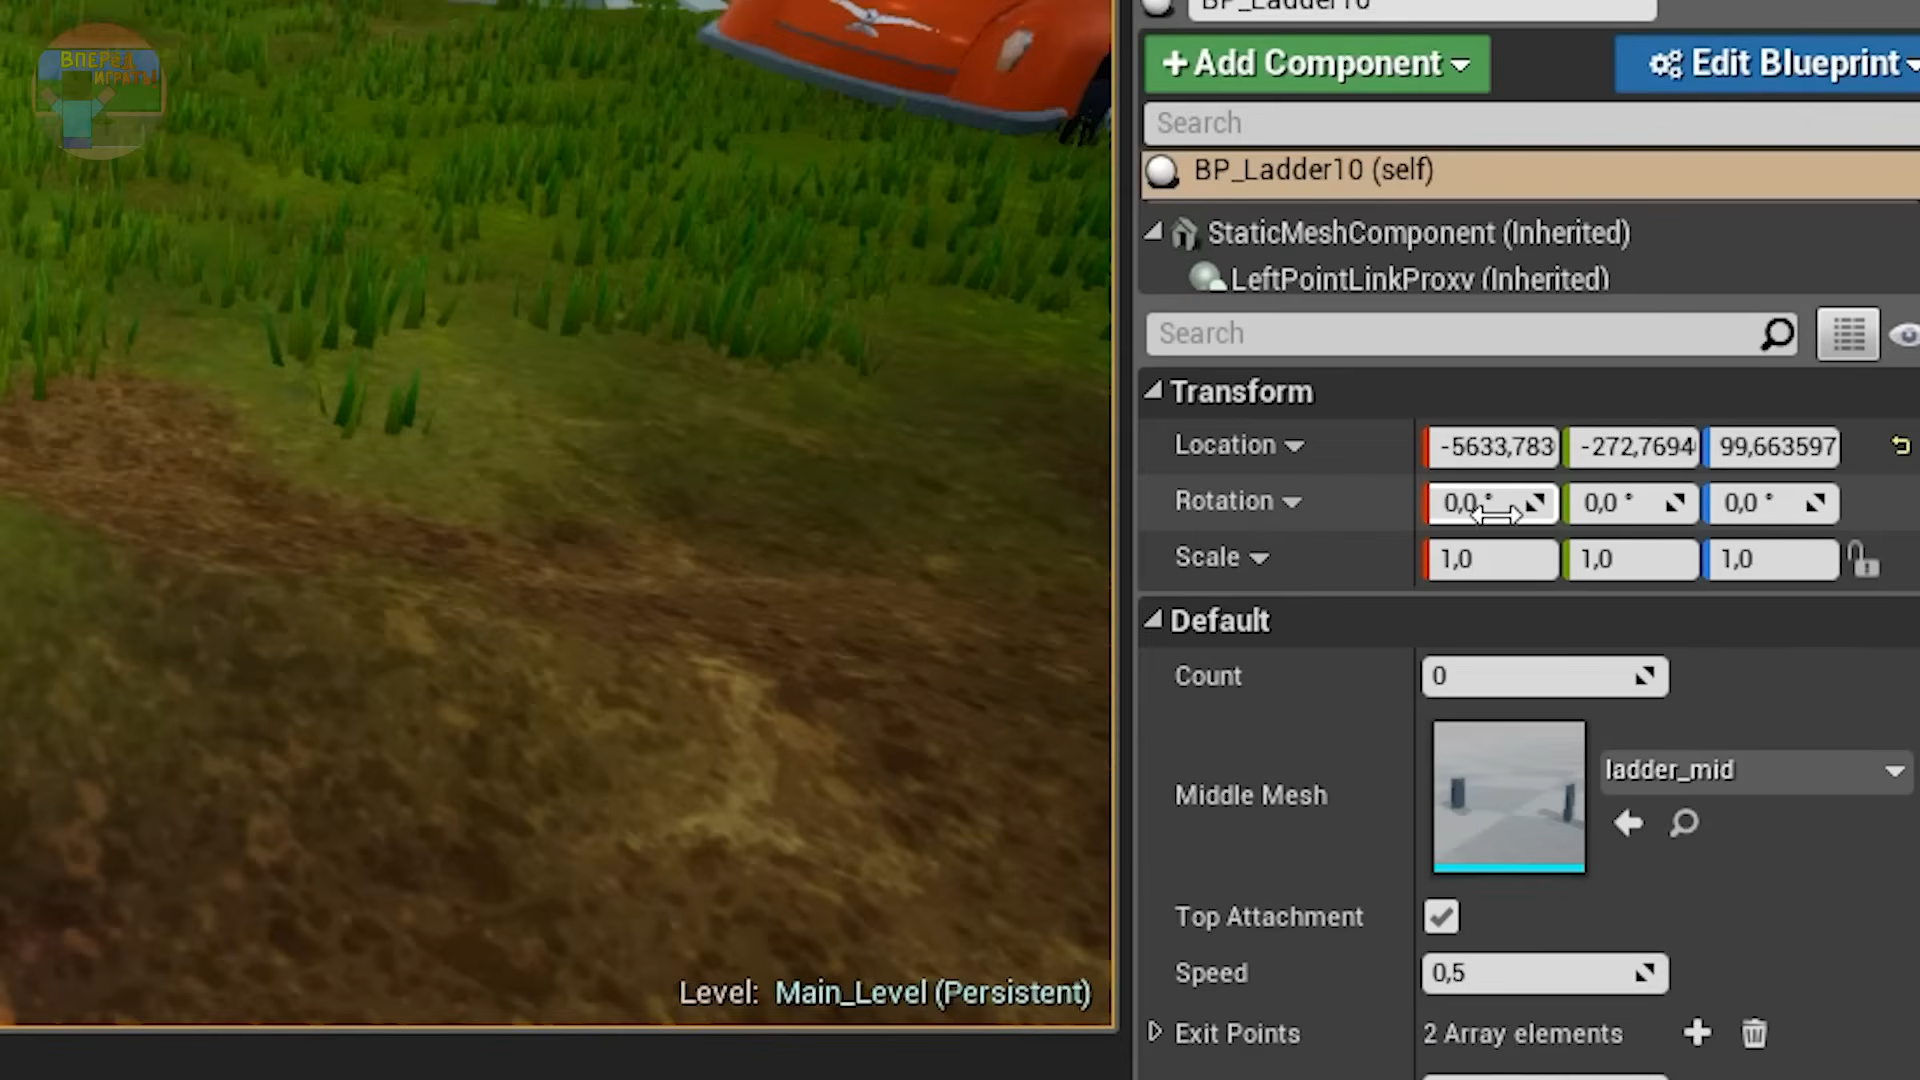 ВПЕРЕД
ИГРАТЬ!
BP_Ladder10
Add Component
Edit Blueprint
Search
BP_Ladder10 (self)
StaticMeshComponent (Inherited)
LeftPointLinkProxy (Inherited)
Search
Transform
Location -5633,783 -272,7694 99,663597
Rotation 0,0 ° 0,0 ° 0,0 °
Scale 1,0 1,0 1,0
Default
Count 0
Middle Mesh ladder_mid
Top Attachment
Speed 0,5
Exit Points 2 Array elements
Level: Main_Level (Persistent)